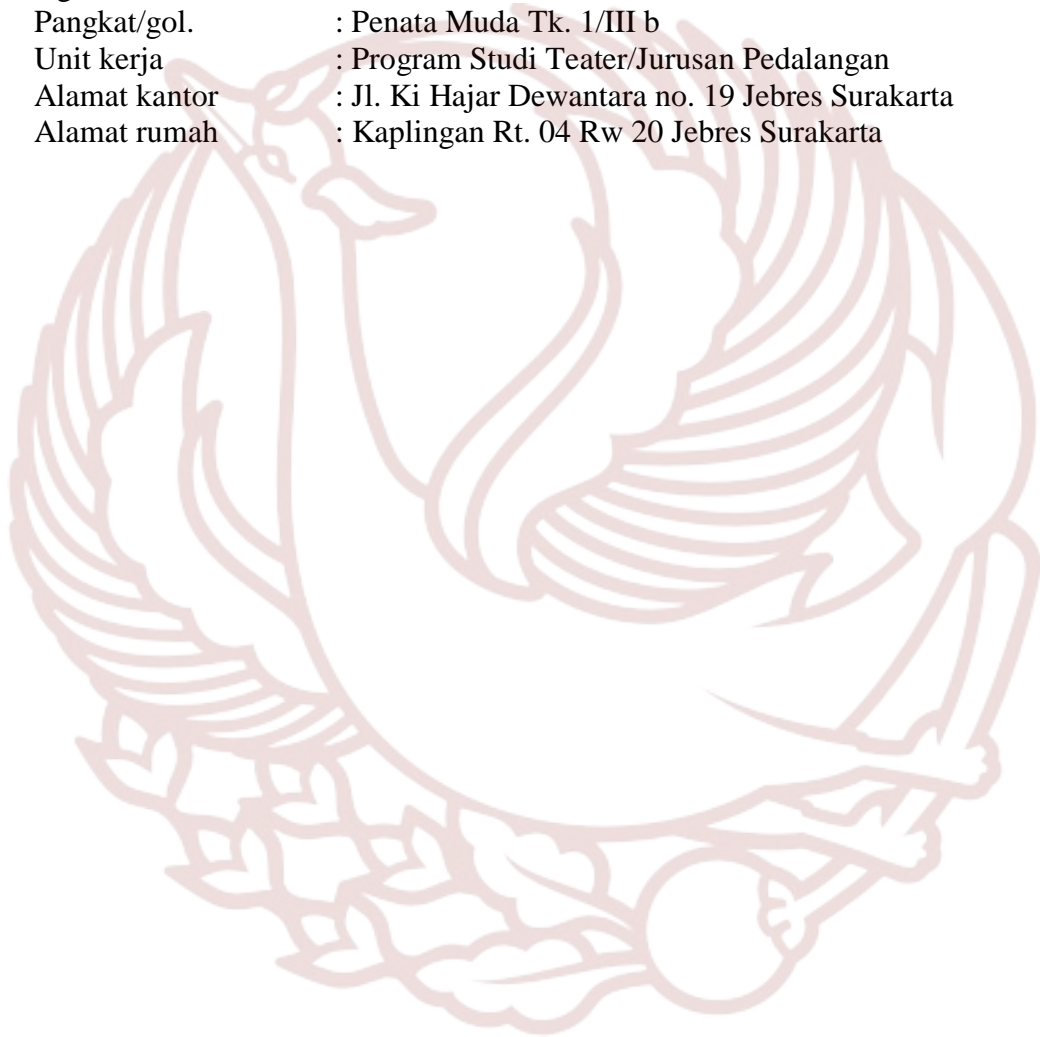 Pangkat/gol. : Penata Muda Tk. 1/III b
Unit kerja : Program Studi Teater/Jurusan Pedalangan
Alamat kantor : Jl. Ki Hajar Dewantara no. 19 Jebres Surakarta
Alamat rumah : Kaplingan Rt. 04 Rw 20 Jebres Surakarta